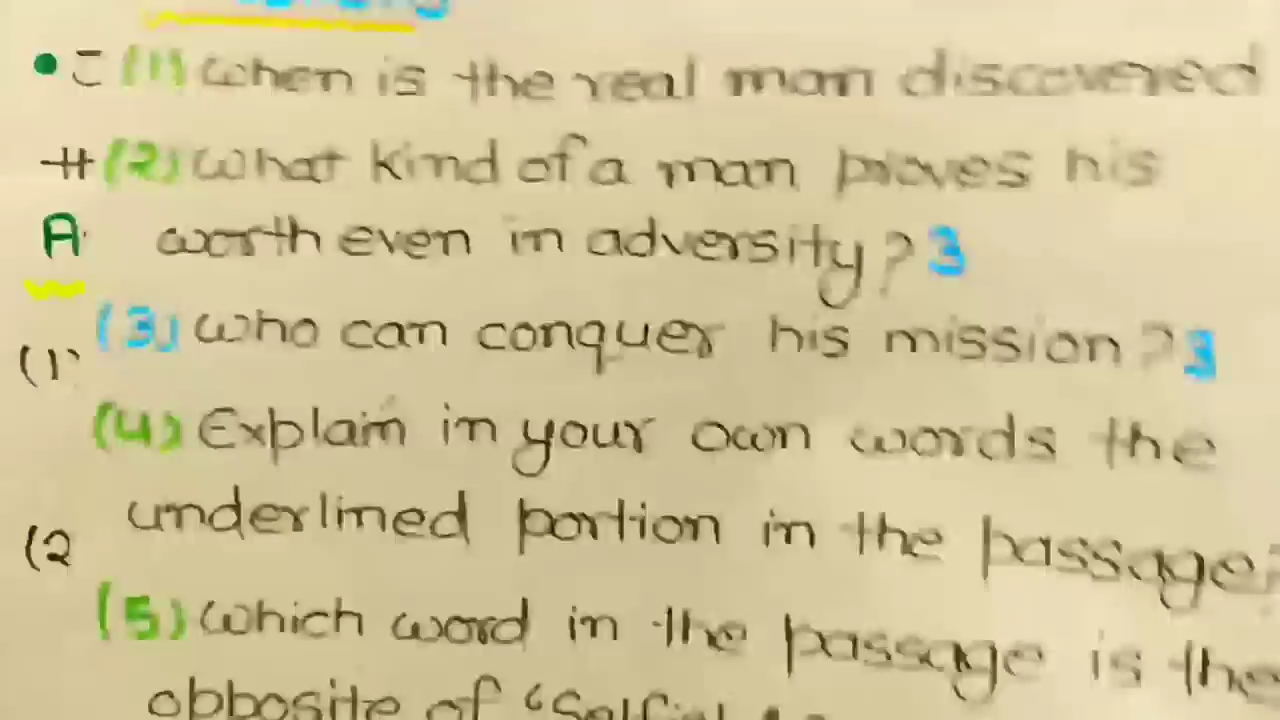 (1) When is the real man discovered
(2) What kind of a man proves his
A worth even in adversity? 3
(3) Who can conquer his mission? 3
(1)
(4) Explain in your own words the
underlined portion in the passage.
(2
(5) Which word in the passage is the
opposite of